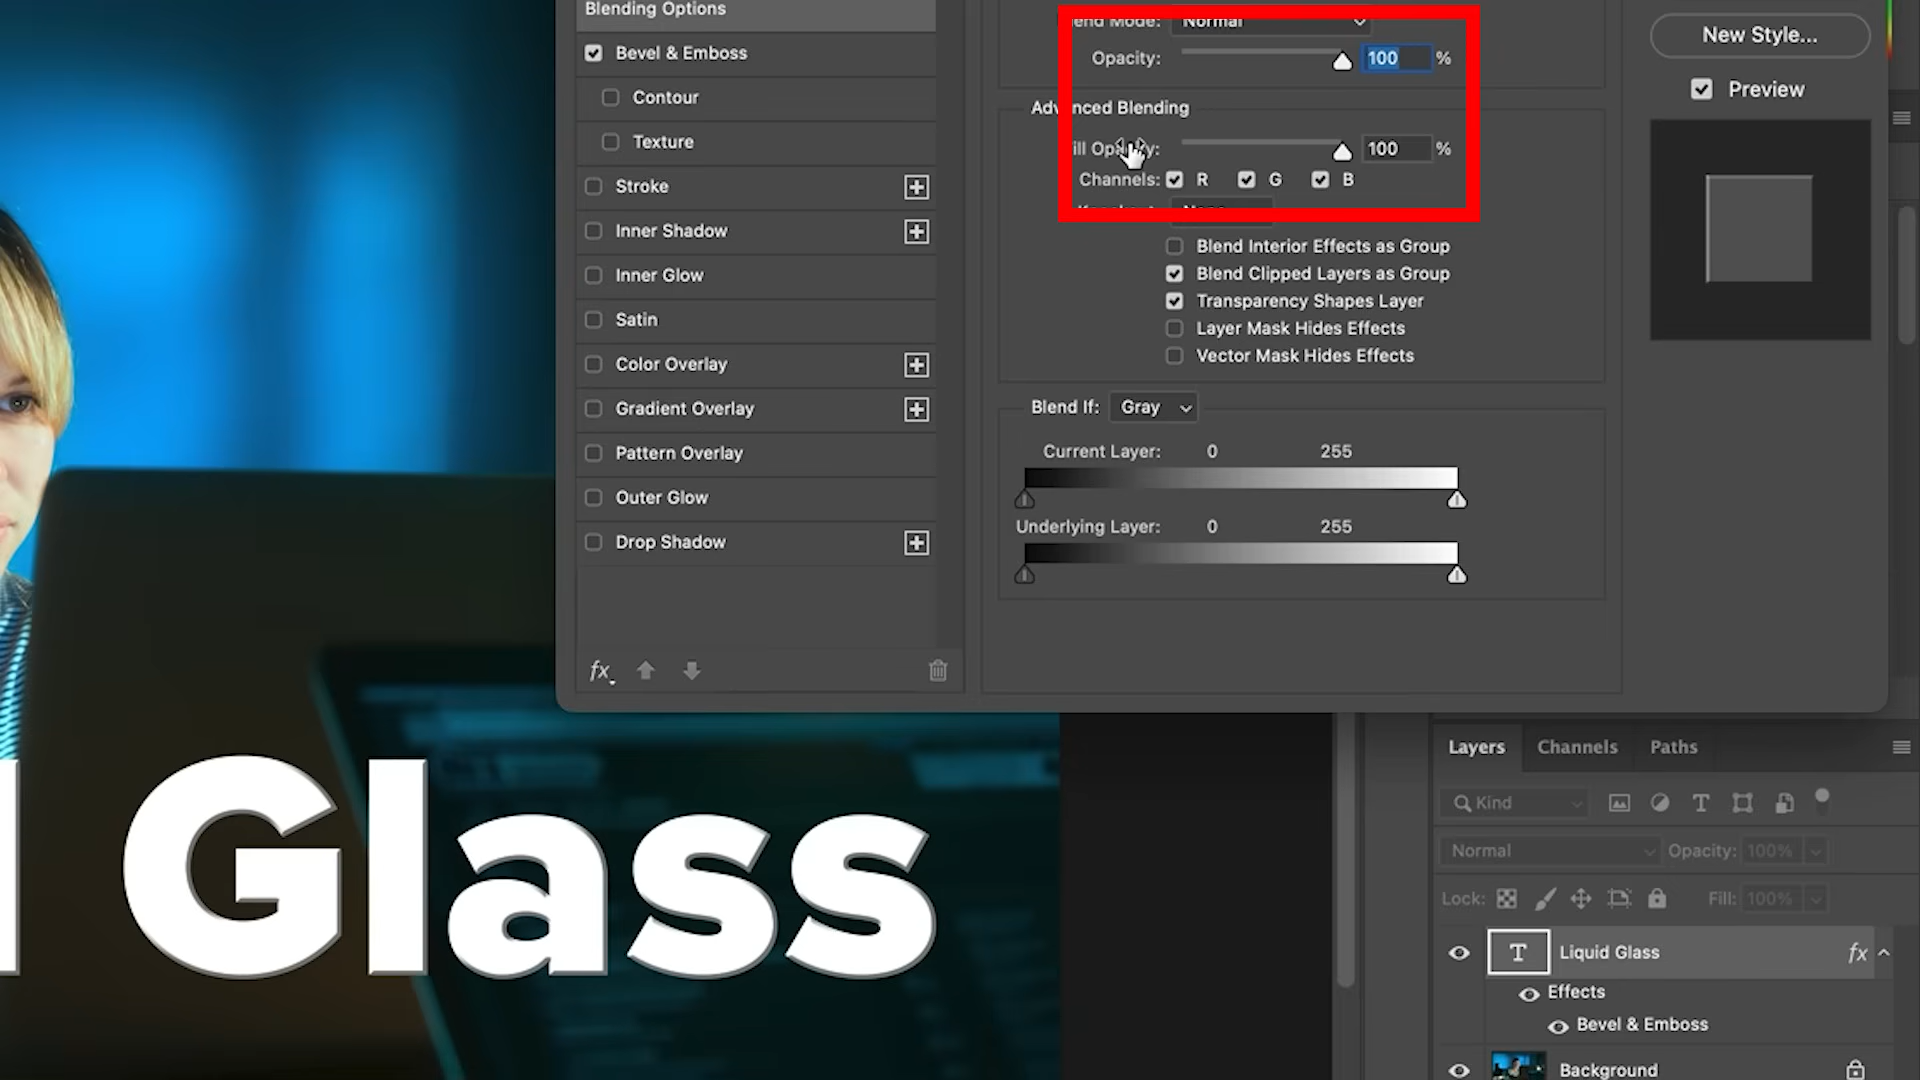 Blending Options
Bevel & Emboss
Contour
Texture
Stroke
Inner Shadow
Inner Glow
Satin
Color Overlay
Gradient Overlay
Pattern Overlay
Outer Glow
Drop Shadow
fx
Normal
Opacity: 100 %
Advanced Blending
100 %
Channels: R G B
Blend Interior Effects as Group
Blend Clipped Layers as Group
Transparency Shapes Layer
Layer Mask Hides Effects
Vector Mask Hides Effects
Blend If: Gray
Current Layer: 0 255
Underlying Layer: 0 255
New Style...
Preview
Glass
Layers Channels Paths
Kind
Normal Opacity: 100%
Lock: Fill: 100%
T Liquid Glass fx
Effects
Bevel & Emboss
Background